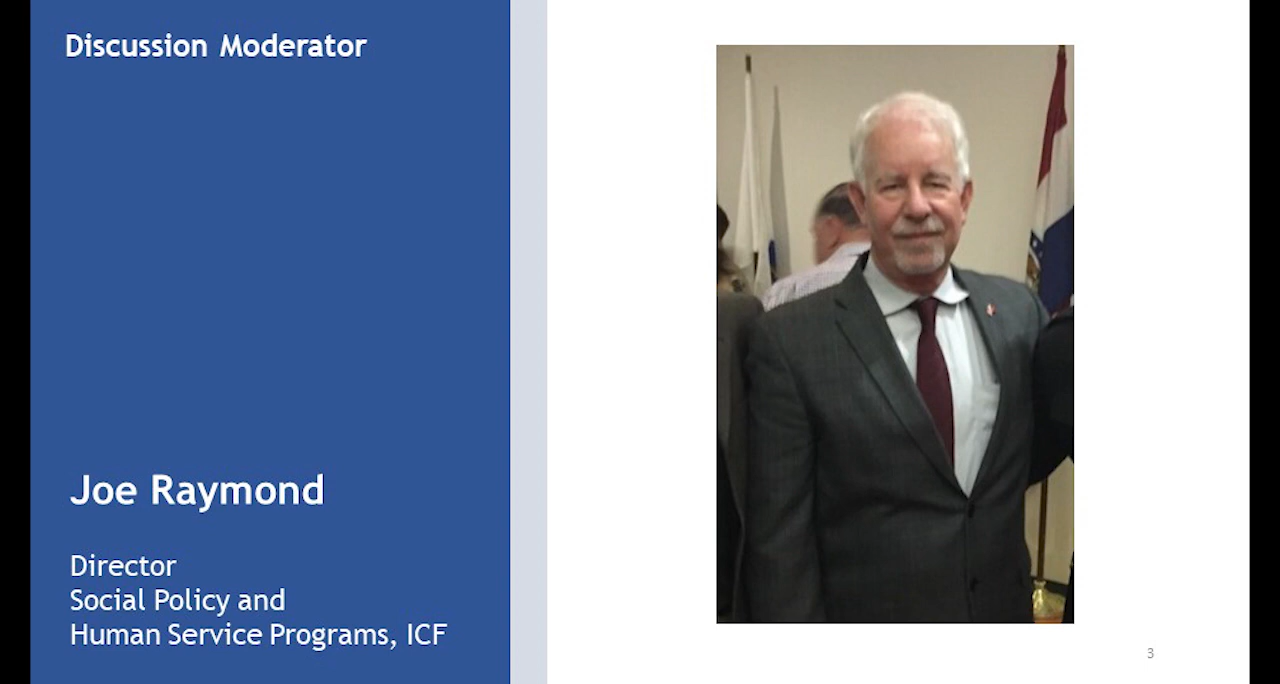 Discussion Moderator
Joe Raymond
Director
Social Policy and
Human Service Programs, ICF
3